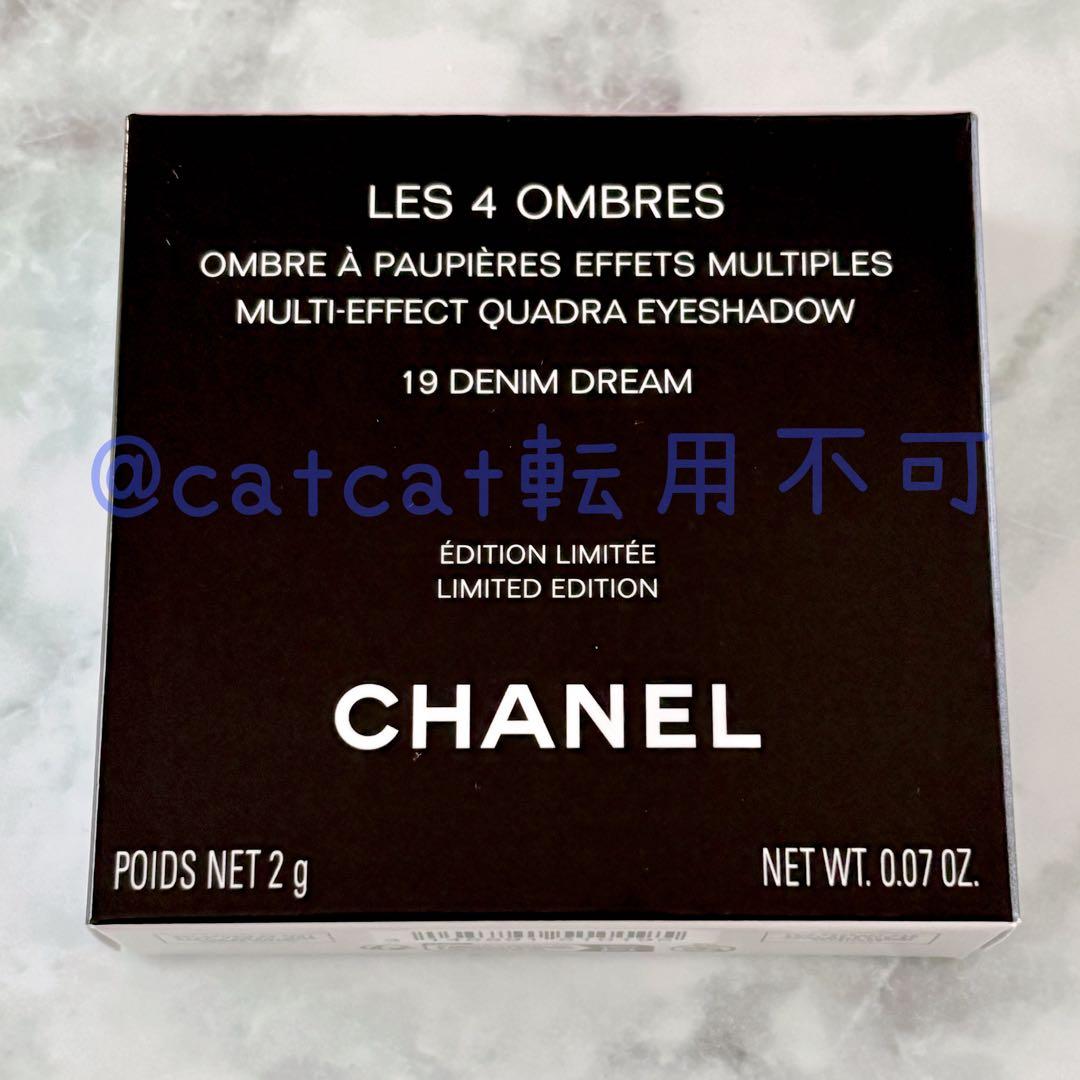 LES 4 OMBRES
OMBRE À PAUPIÈRES EFFETS MULTIPLES
MULTI-EFFECT QUADRA EYESHADOW
19 DENIM DREAM
@catcat転用不可
ÉDITION LIMITÉE
LIMITED EDITION
CHANEL
POIDS NET 2 g
NET WT. 0.07 OZ.